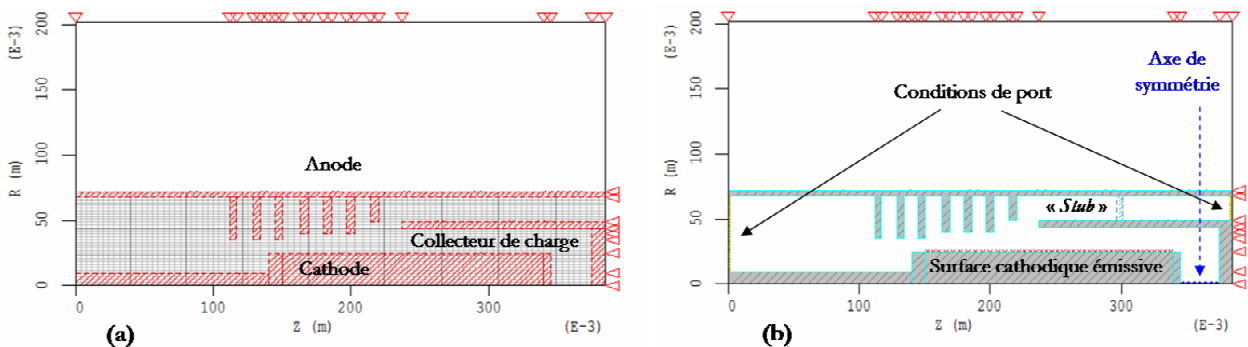 (E-3)
200
150
100
50
0
R (m)
Anode
Collecteur de charge
Cathode
0
100
200
300
Z (m)
(E-3)
(a)
(E-3)
200
150
100
50
0
R (m)
Conditions de port
Axe de
symétrie
« Stub »
Surface cathodique émissive
0
100
200
300
Z (m)
(E-3)
(b)